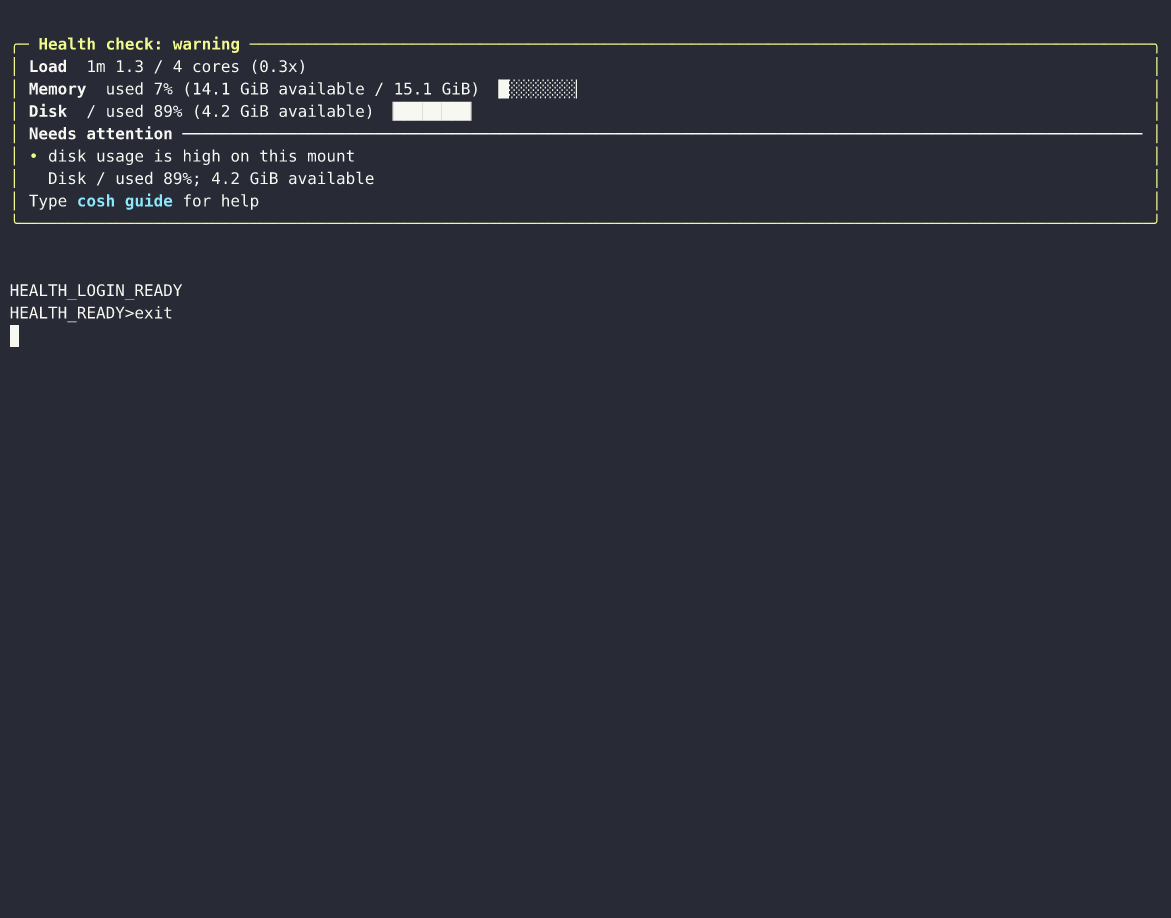 Health check: warning
Load  1m 1.3 / 4 cores (0.3x)
Memory  used 7% (14.1 GiB available / 15.1 GiB)
Disk  / used 89% (4.2 GiB available)
Needs attention
• disk usage is high on this mount
Disk / used 89%; 4.2 GiB available
Type cosh guide for help
HEALTH_LOGIN_READY
HEALTH_READY>exit